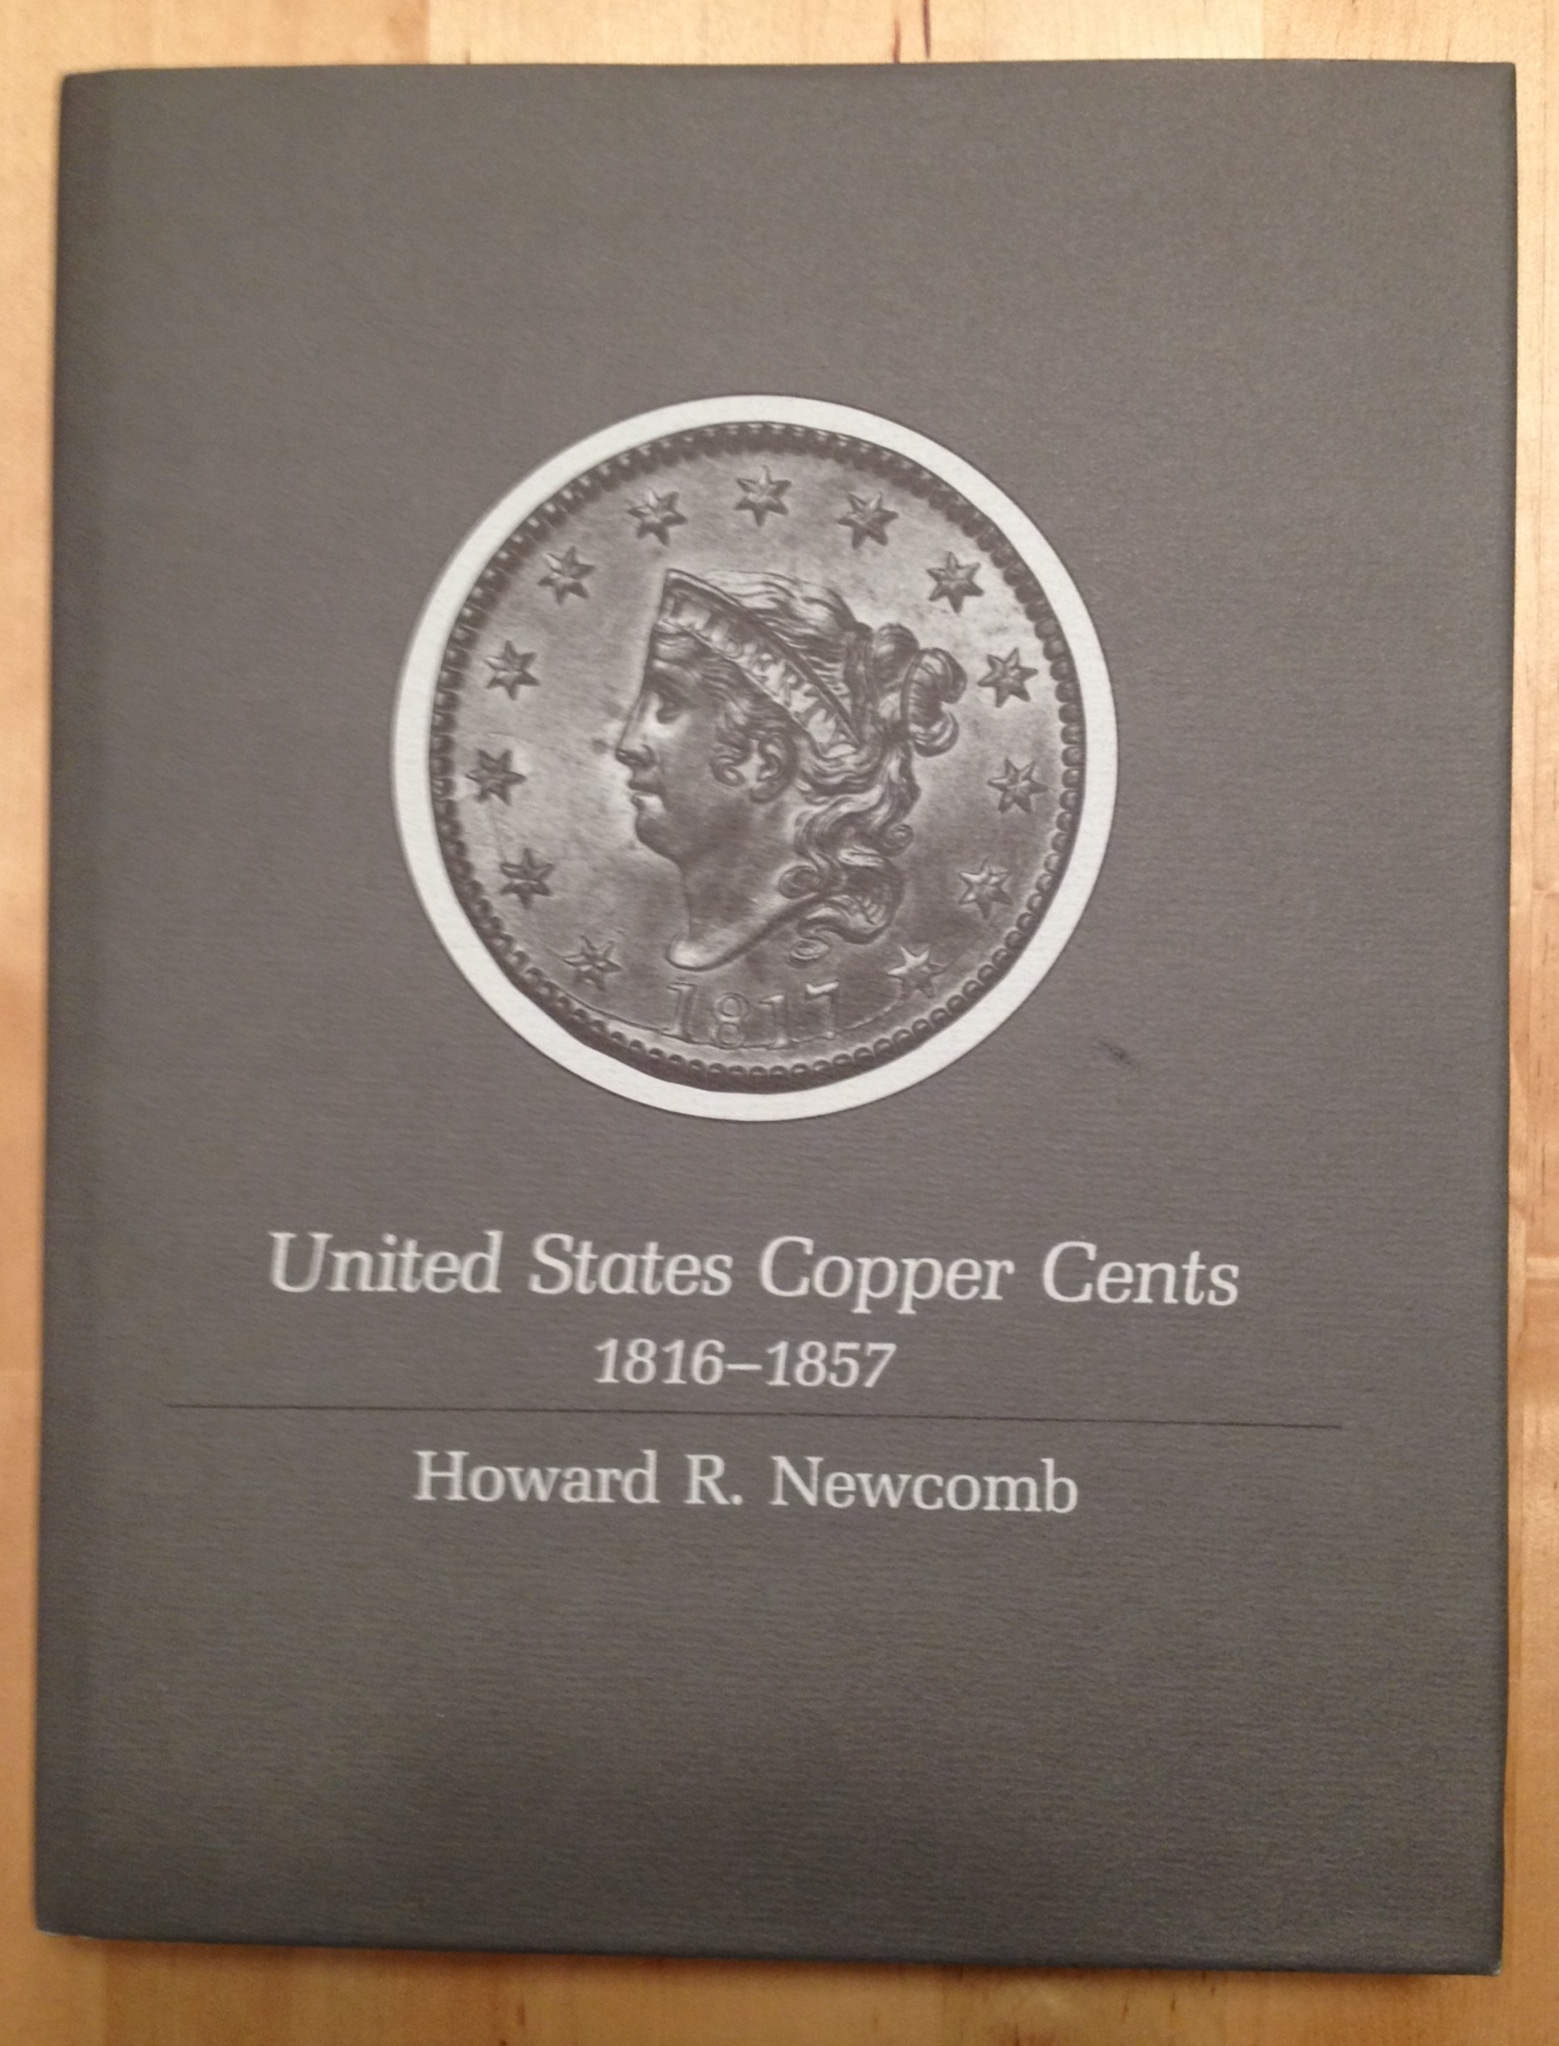 LIBERTY
1817
United States Copper Cents
1816–1857
Howard R. Newcomb